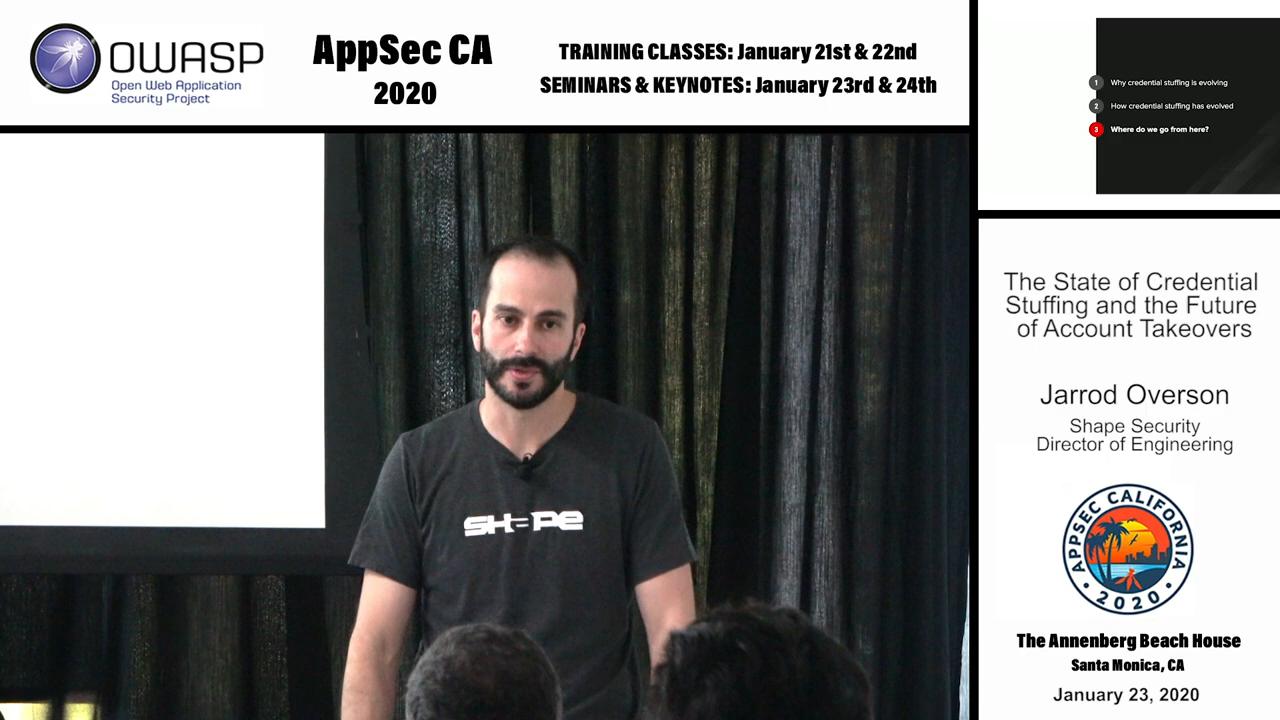 OWASP
Open Web Application
Security Project
AppSec CA
2020
TRAINING CLASSES: January 21st & 22nd
SEMINARS & KEYNOTES: January 23rd & 24th
1 Why credential stuffing is evolving
2 How credential stuffing has evolved
3 Where do we go from here?
SHAPE
The State of Credential
Stuffing and the Future
of Account Takeovers
Jarrod Overson
Shape Security
Director of Engineering
APPSEC CALIFORNIA
• 2020 •
The Annenberg Beach House
Santa Monica, CA
January 23, 2020